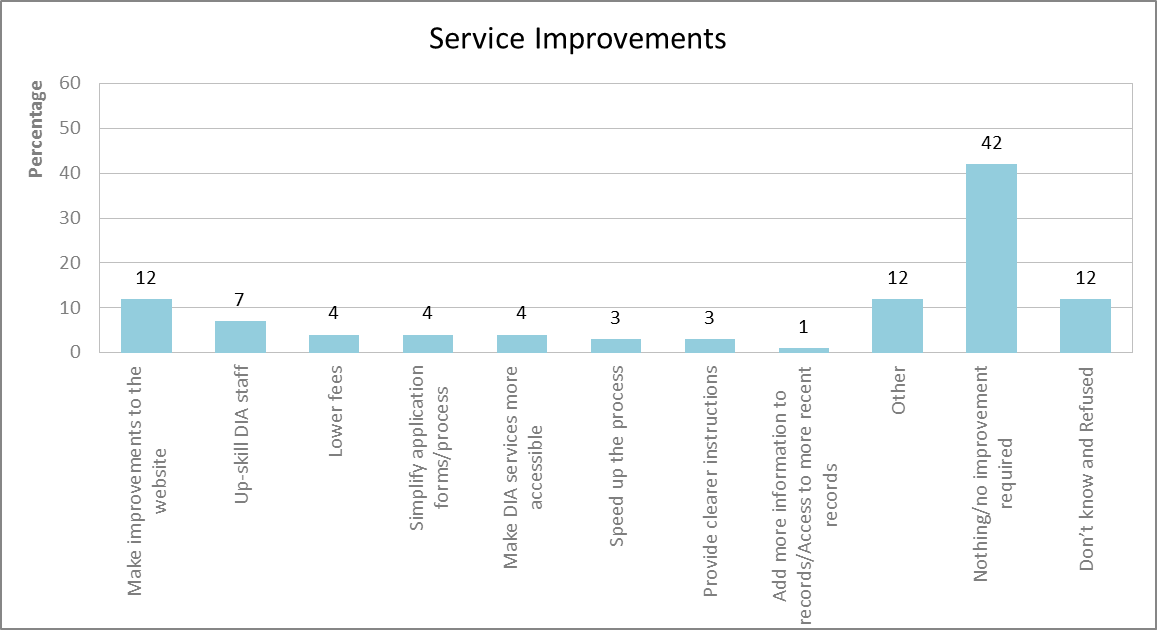 Service Improvements
Percentage
60
50
40
30
20
10
0
12
7
4
4
4
3
3
1
12
42
12
Make improvements to the
website
Up-skill DIA staff
Lower fees
Simplify application
forms/process
Make DIA services more
accessible
Speed up the process
Provide clearer instructions
Add more information to
records/Access to more recent
records
Other
Nothing/no improvement
required
Don’t know and Refused